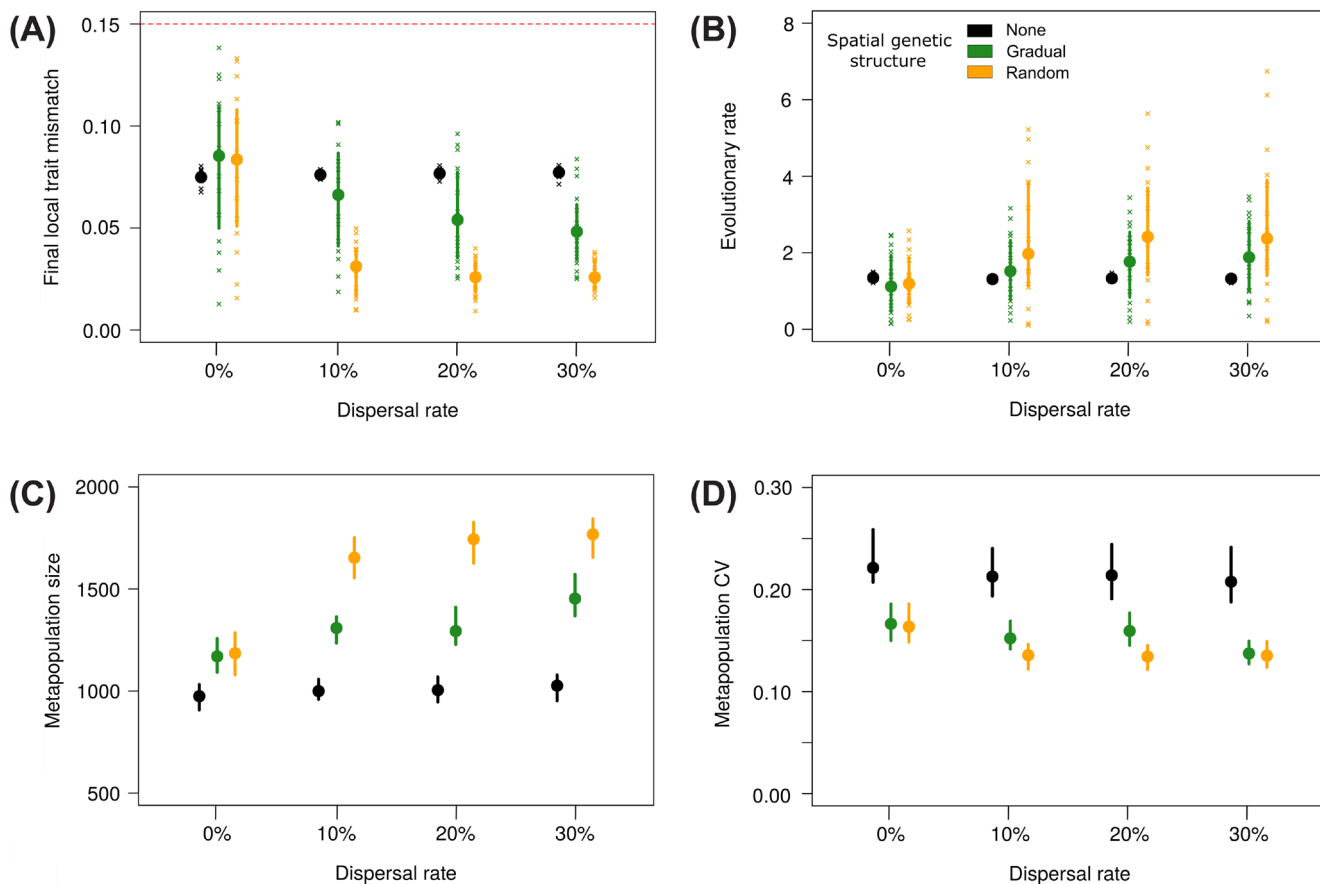 (A)
Final local trait mismatch
0.15
0.10
0.05
0.00
0%
10%
20%
30%
Dispersal rate
(B)
Evolutionary rate
8
6
4
2
0
Spatial genetic
structure
None
Gradual
Random
0%
10%
20%
30%
Dispersal rate
(C)
Metapopulation size
2000
1500
1000
500
0%
10%
20%
30%
Dispersal rate
(D)
Metapopulation CV
0.30
0.20
0.10
0.00
0%
10%
20%
30%
Dispersal rate